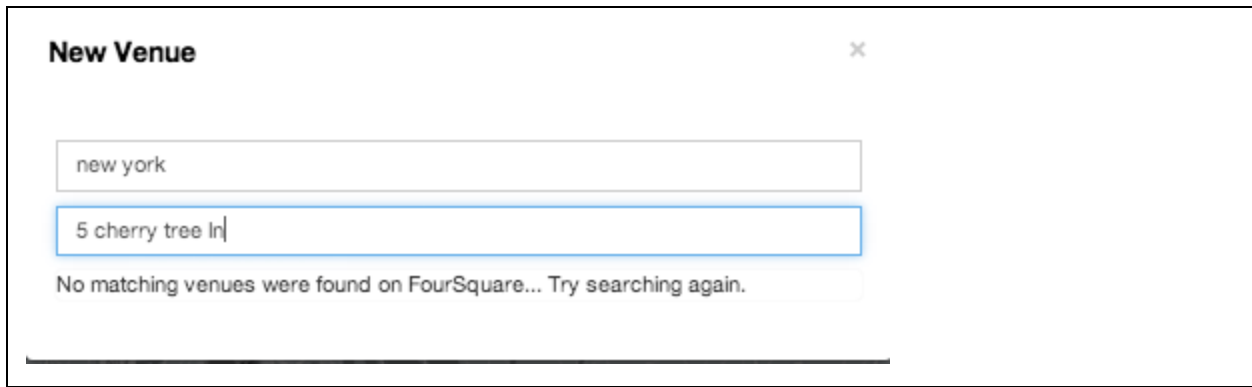 New Venue
×
new york
5 cherry tree ln
No matching venues were found on FourSquare... Try searching again.